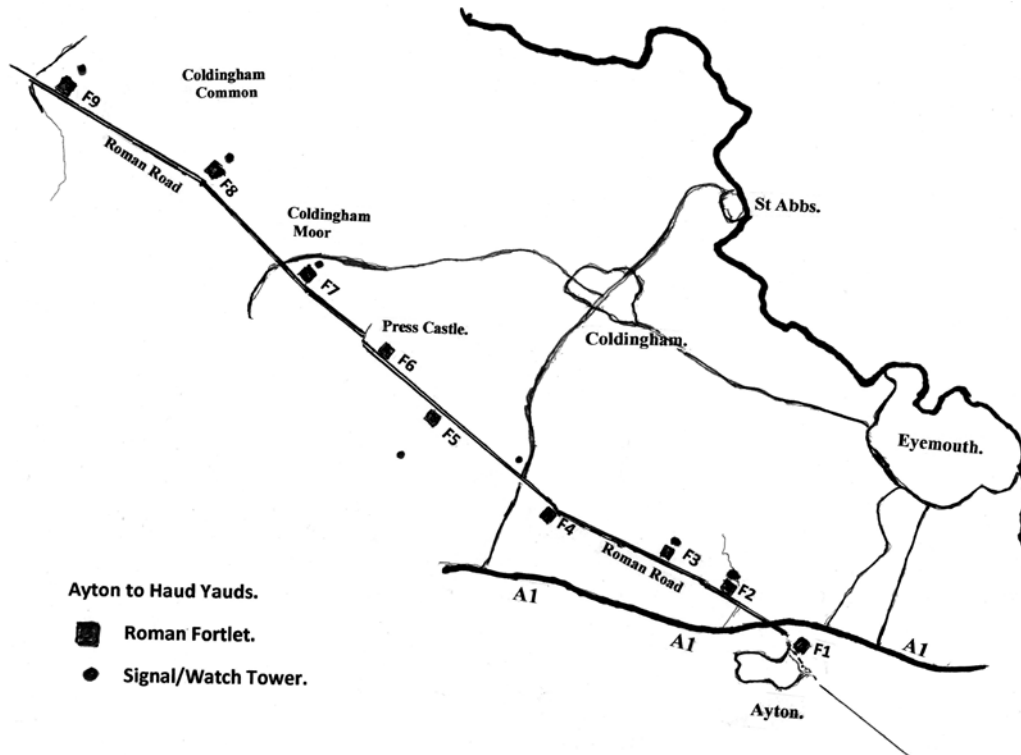 Coldingham
Common
F9
Roman Road
F8
St Abbs.
Coldingham
Moor
F7
Press Castle.
Coldingham.
F6
F5
Eyemouth.
F4
F3
Roman Road
F2
A1
A1
A1
F1
Ayton.
Ayton to Haud Yauds.
Roman Fortlet.
Signal/Watch Tower.